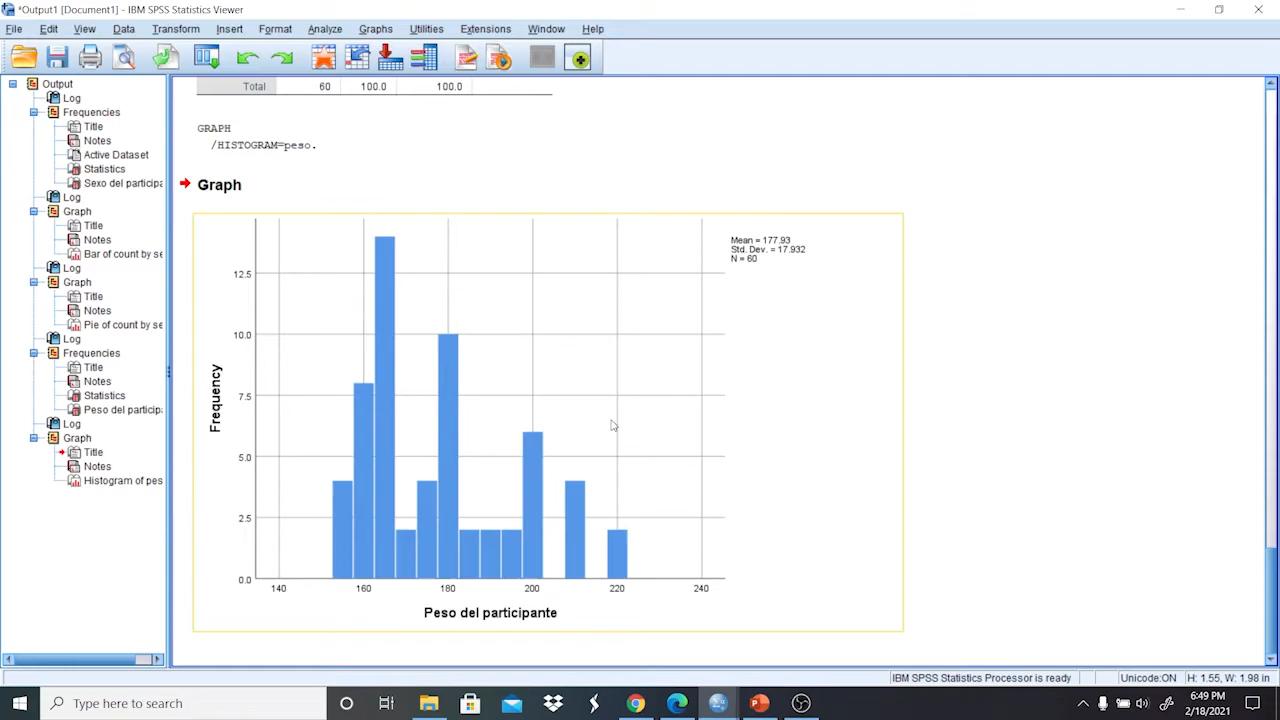 *Output1 [Document1] - IBM SPSS Statistics Viewer
File Edit View Data Transform Insert Format Analyze Graphs Utilities Extensions Window Help
Output
Log
Frequencies
Title
Notes
Active Dataset
Statistics
Sexo del participa
Log
Graph
Title
Notes
Bar of count by se
Log
Graph
Title
Notes
Pie of count by se
Log
Frequencies
Title
Notes
Statistics
Peso del particip
Log
Graph
Title
Notes
Histogram of pes
Total 60 100.0 100.0
GRAPH
/HISTOGRAM=peso.
Graph
Mean = 177.93
Std. Dev. = 17.932
N = 60
Frequency
12.5
10.0
7.5
5.0
2.5
0.0
140 160 180 200 220 240
Peso del participante
IBM SPSS Statistics Processor is ready Unicode:ON H: 1.55, W: 1.98 in
Type here to search
6:49 PM
2/18/2021